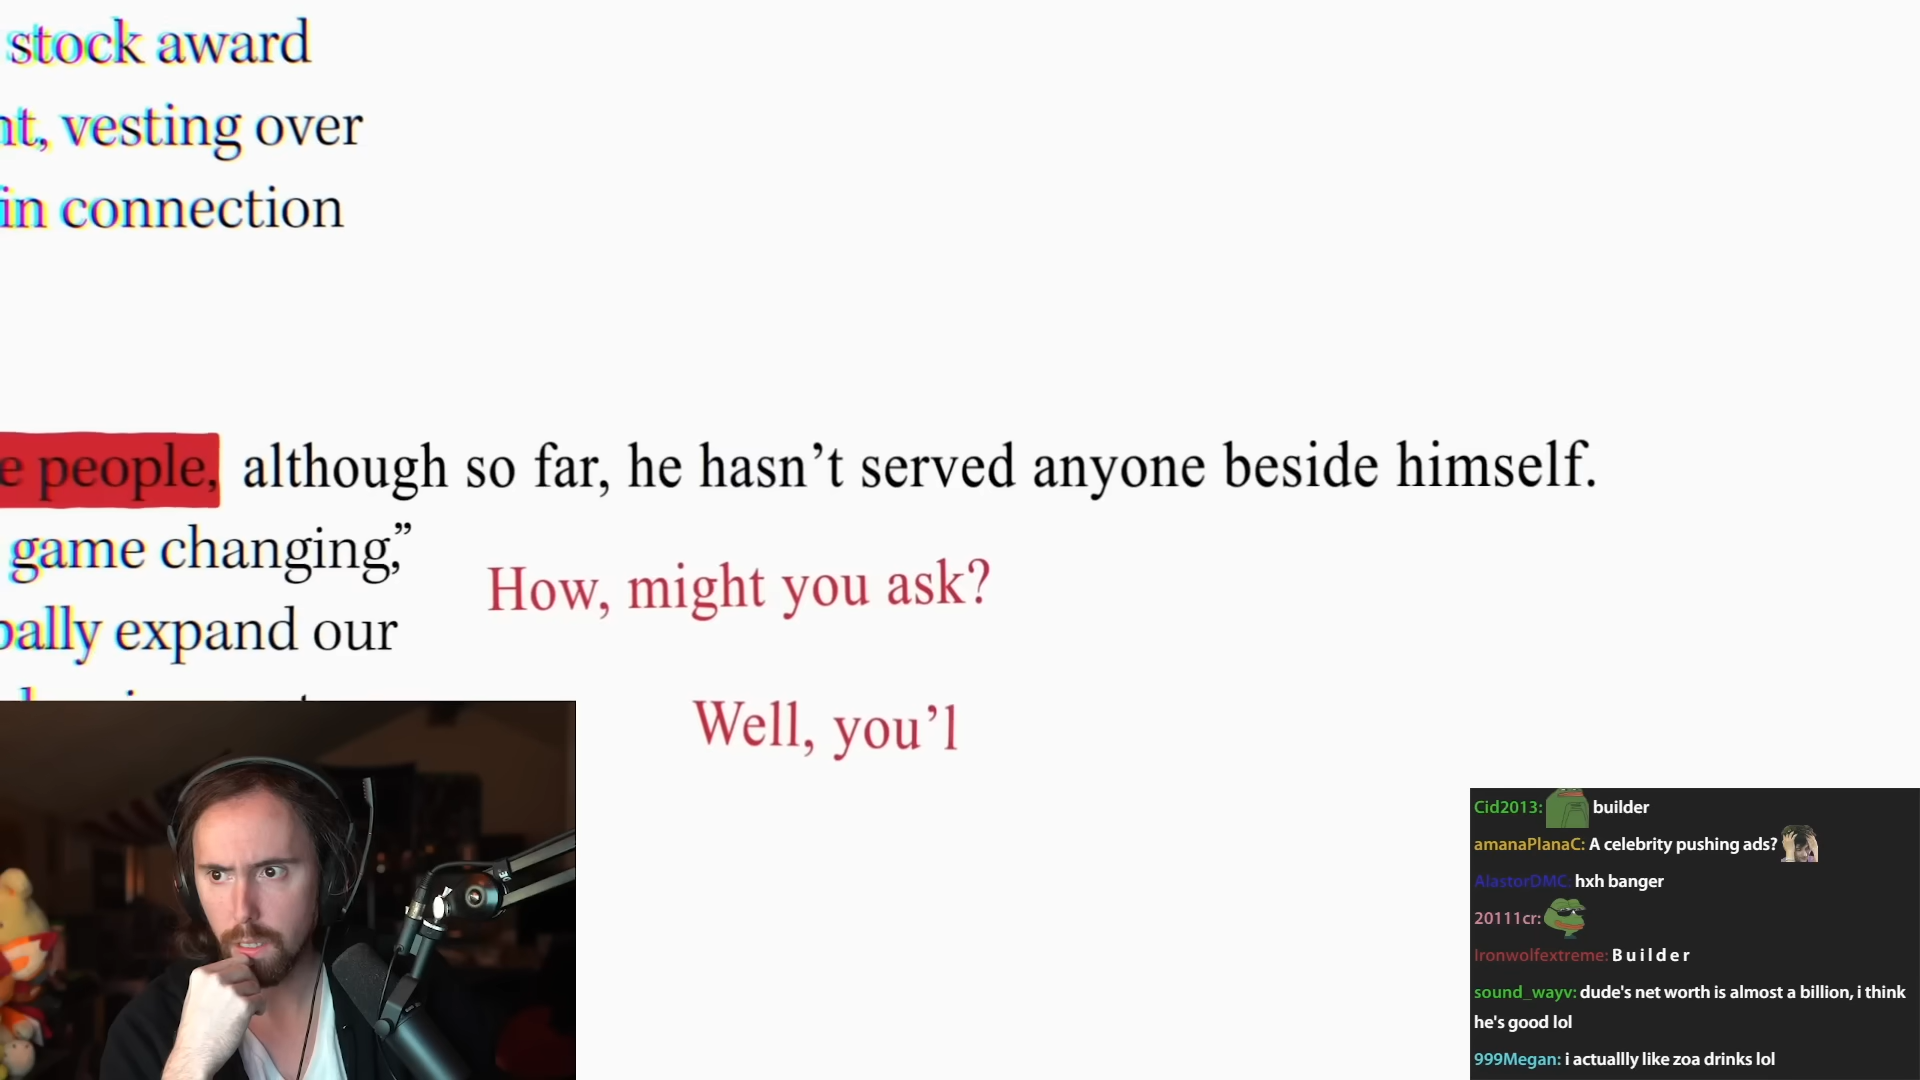 stock award
nt, vesting over
in connection
e people, although so far, he hasn’t served anyone beside himself.
game changing,”
How, might you ask?
bally expand our
Well, you’l
Cid2013: builder
amanaPlanaC: A celebrity pushing ads?
AlastorDMC: hxh banger
20111cr:
Ironwolfextreme: B u i l d e r
sound_wayv: dude's net worth is almost a billion, i think
he's good lol
999Megan: i actuallly like zoa drinks lol